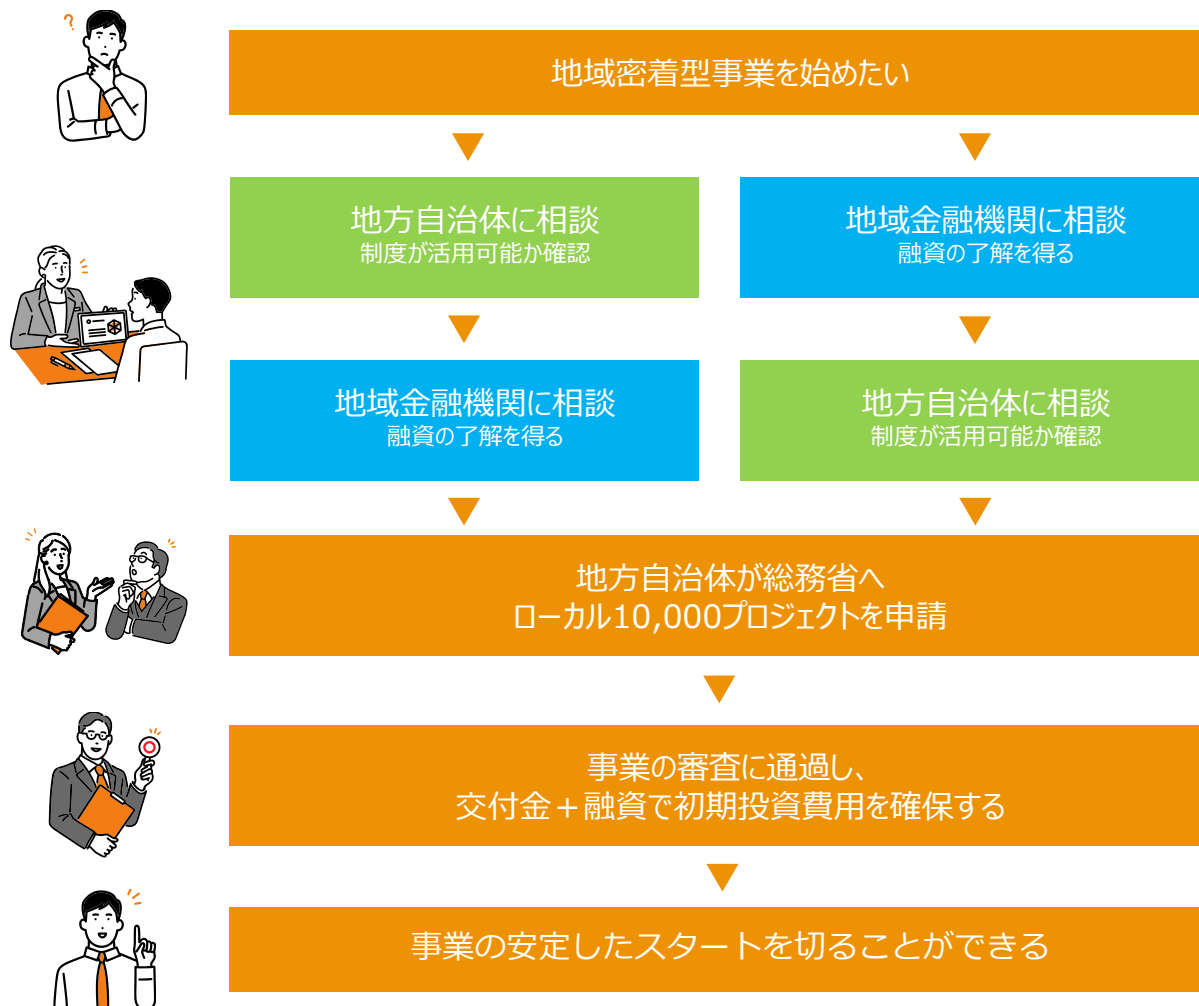 ?
地域密着型事業を始めたい
地方自治体に相談
制度が活用可能か確認
地域金融機関に相談
融資の了解を得る
地域金融機関に相談
融資の了解を得る
地方自治体に相談
制度が活用可能か確認
地方自治体が総務省へ
ローカル10,000プロジェクトを申請
事業の審査に通過し、
交付金＋融資で初期投資費用を確保する
事業の安定したスタートを切ることができる